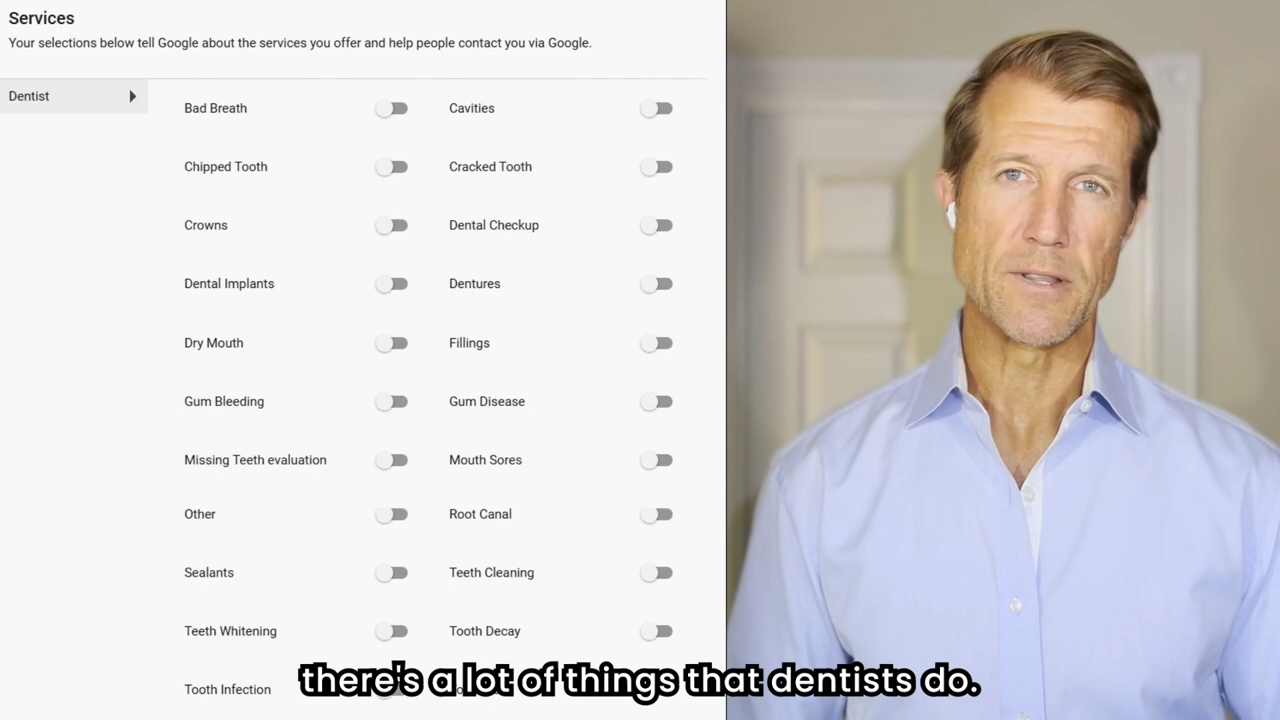 Services
Your selections below tell Google about the services you offer and help people contact you via Google.
Dentist
Bad Breath
Cavities
Chipped Tooth
Cracked Tooth
Crowns
Dental Checkup
Dental Implants
Dentures
Dry Mouth
Fillings
Gum Bleeding
Gum Disease
Missing Teeth evaluation
Mouth Sores
Other
Root Canal
Sealants
Teeth Cleaning
Teeth Whitening
Tooth Decay
Tooth Infection
there's a lot of things that dentists do.